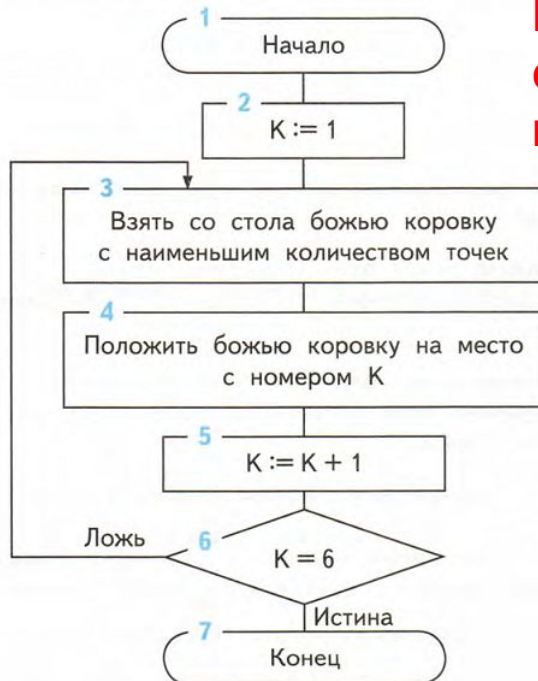 1
Начало
2
K := 1
3
Взять со стола божью коровку
с наименьшим количеством точек
4
Положить божью коровку на место
с номером K
5
K := K + 1
Ложь
6
K = 6
Истина
7
Конец